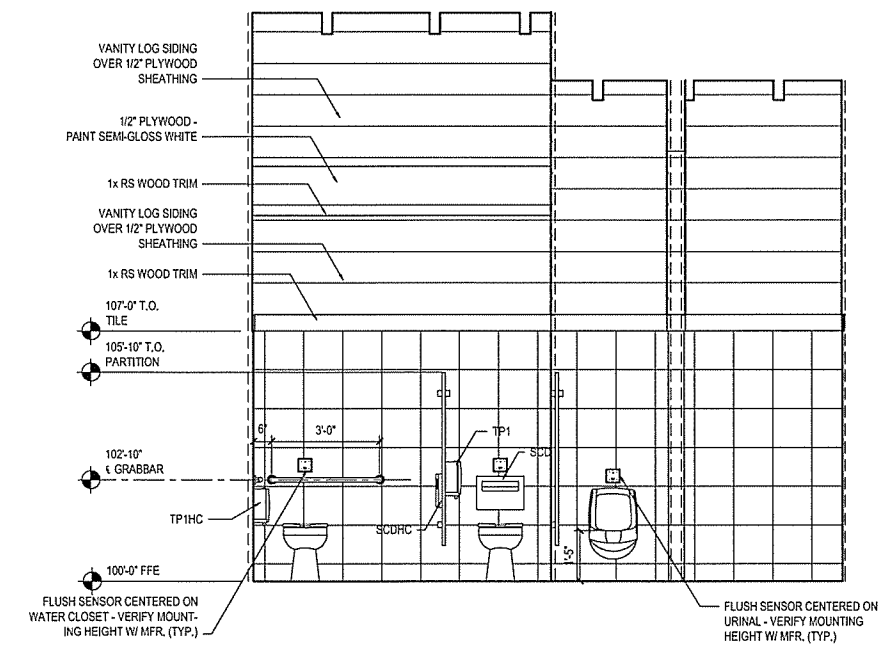 VANITY LOG SIDING
OVER 1/2" PLYWOOD
SHEATHING
1/2" PLYWOOD -
PAINT SEMI-GLOSS WHITE
1x RS WOOD TRIM
VANITY LOG SIDING
OVER 1/2" PLYWOOD
SHEATHING
1x RS WOOD TRIM
107'-0" T.O.
TILE
105'-10" T.O.
PARTITION
6"
3'-0"
TP1
SCD
102'-10"
℄ GRABBAR
TP1HC
SCDHC
1'-5"
100'-0" FFE
FLUSH SENSOR CENTERED ON
WATER CLOSET - VERIFY MOUNT-
ING HEIGHT W/ MFR. (TYP.)
FLUSH SENSOR CENTERED ON
URINAL - VERIFY MOUNTING
HEIGHT W/ MFR. (TYP.)